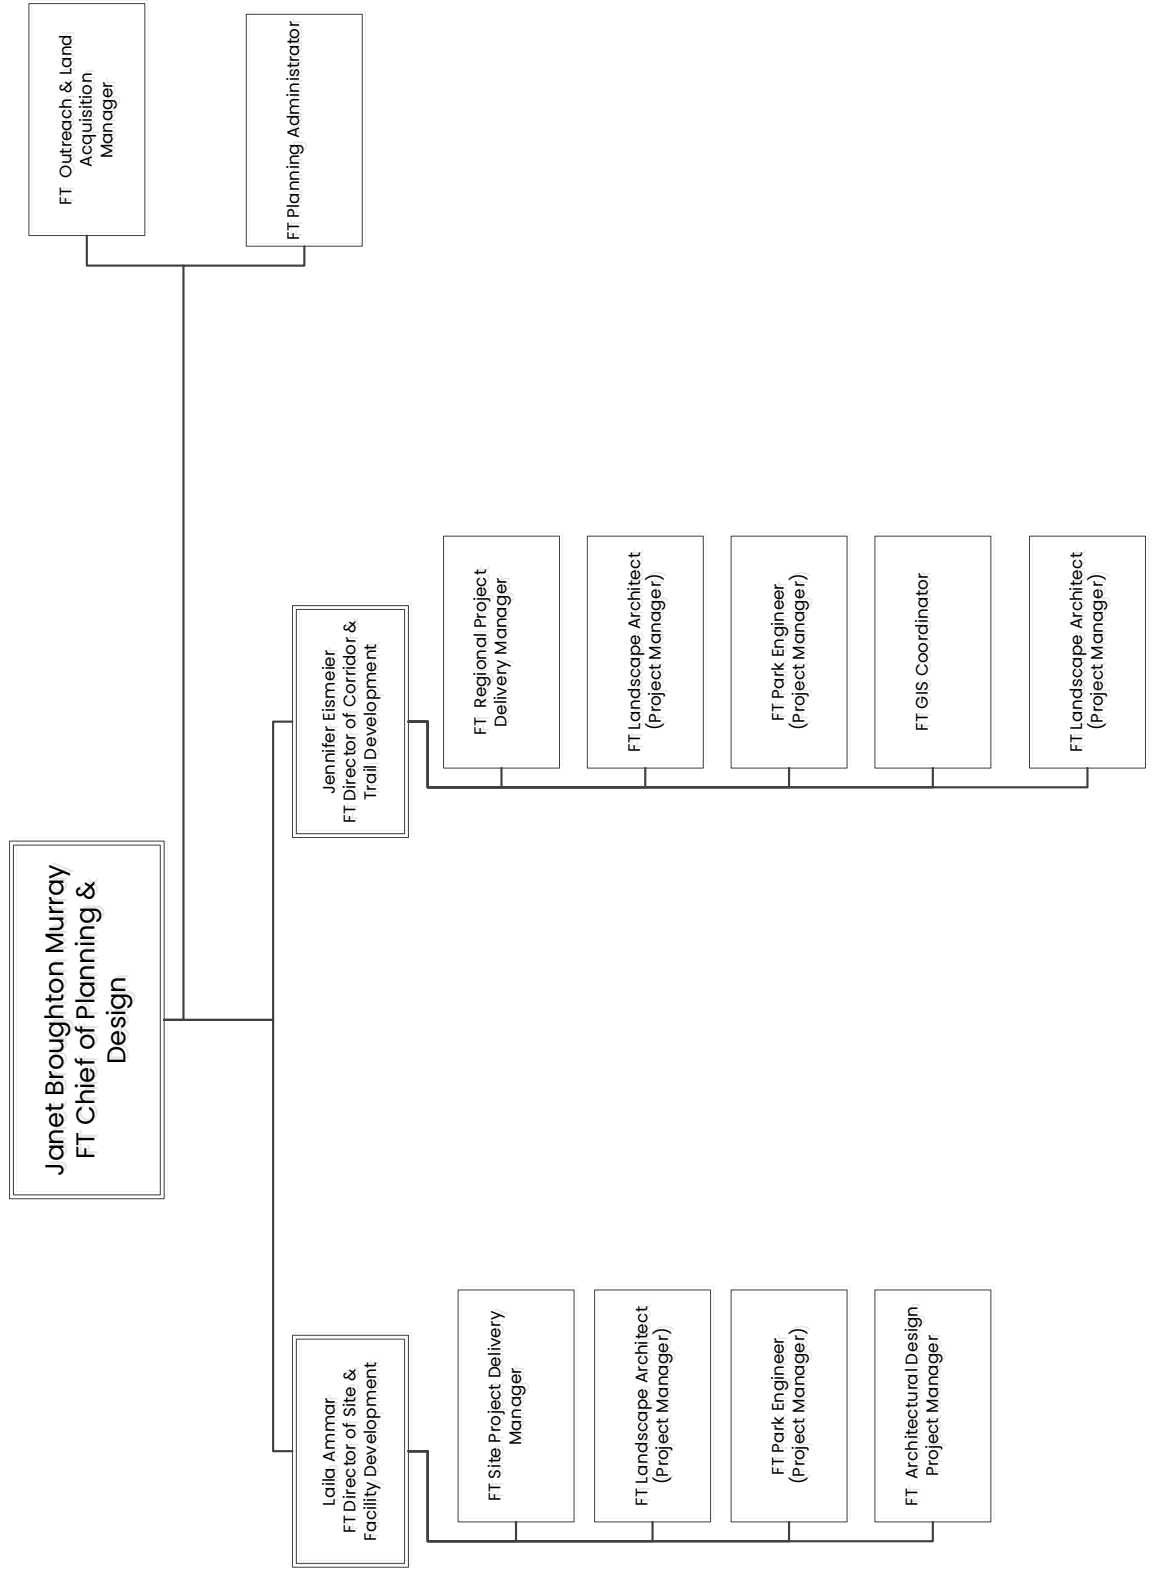 Janet Broughton Murray
FT Chief of Planning &
Design
Laila Ammar
FT Director of Site &
Facility Development
FT Site Project Delivery
Manager
FT Landscape Architect
(Project Manager)
FT Park Engineer
(Project Manager)
FT Architectural Design
Project Manager
Jennifer Eismeier
FT Director of Corridor &
Trail Development
FT Regional Project
Delivery Manager
FT Landscape Architect
(Project Manager)
FT Park Engineer
(Project Manager)
FT GIS Coordinator
FT Landscape Architect
(Project Manager)
FT Outreach & Land
Acquisition
Manager
FT Planning Administrator